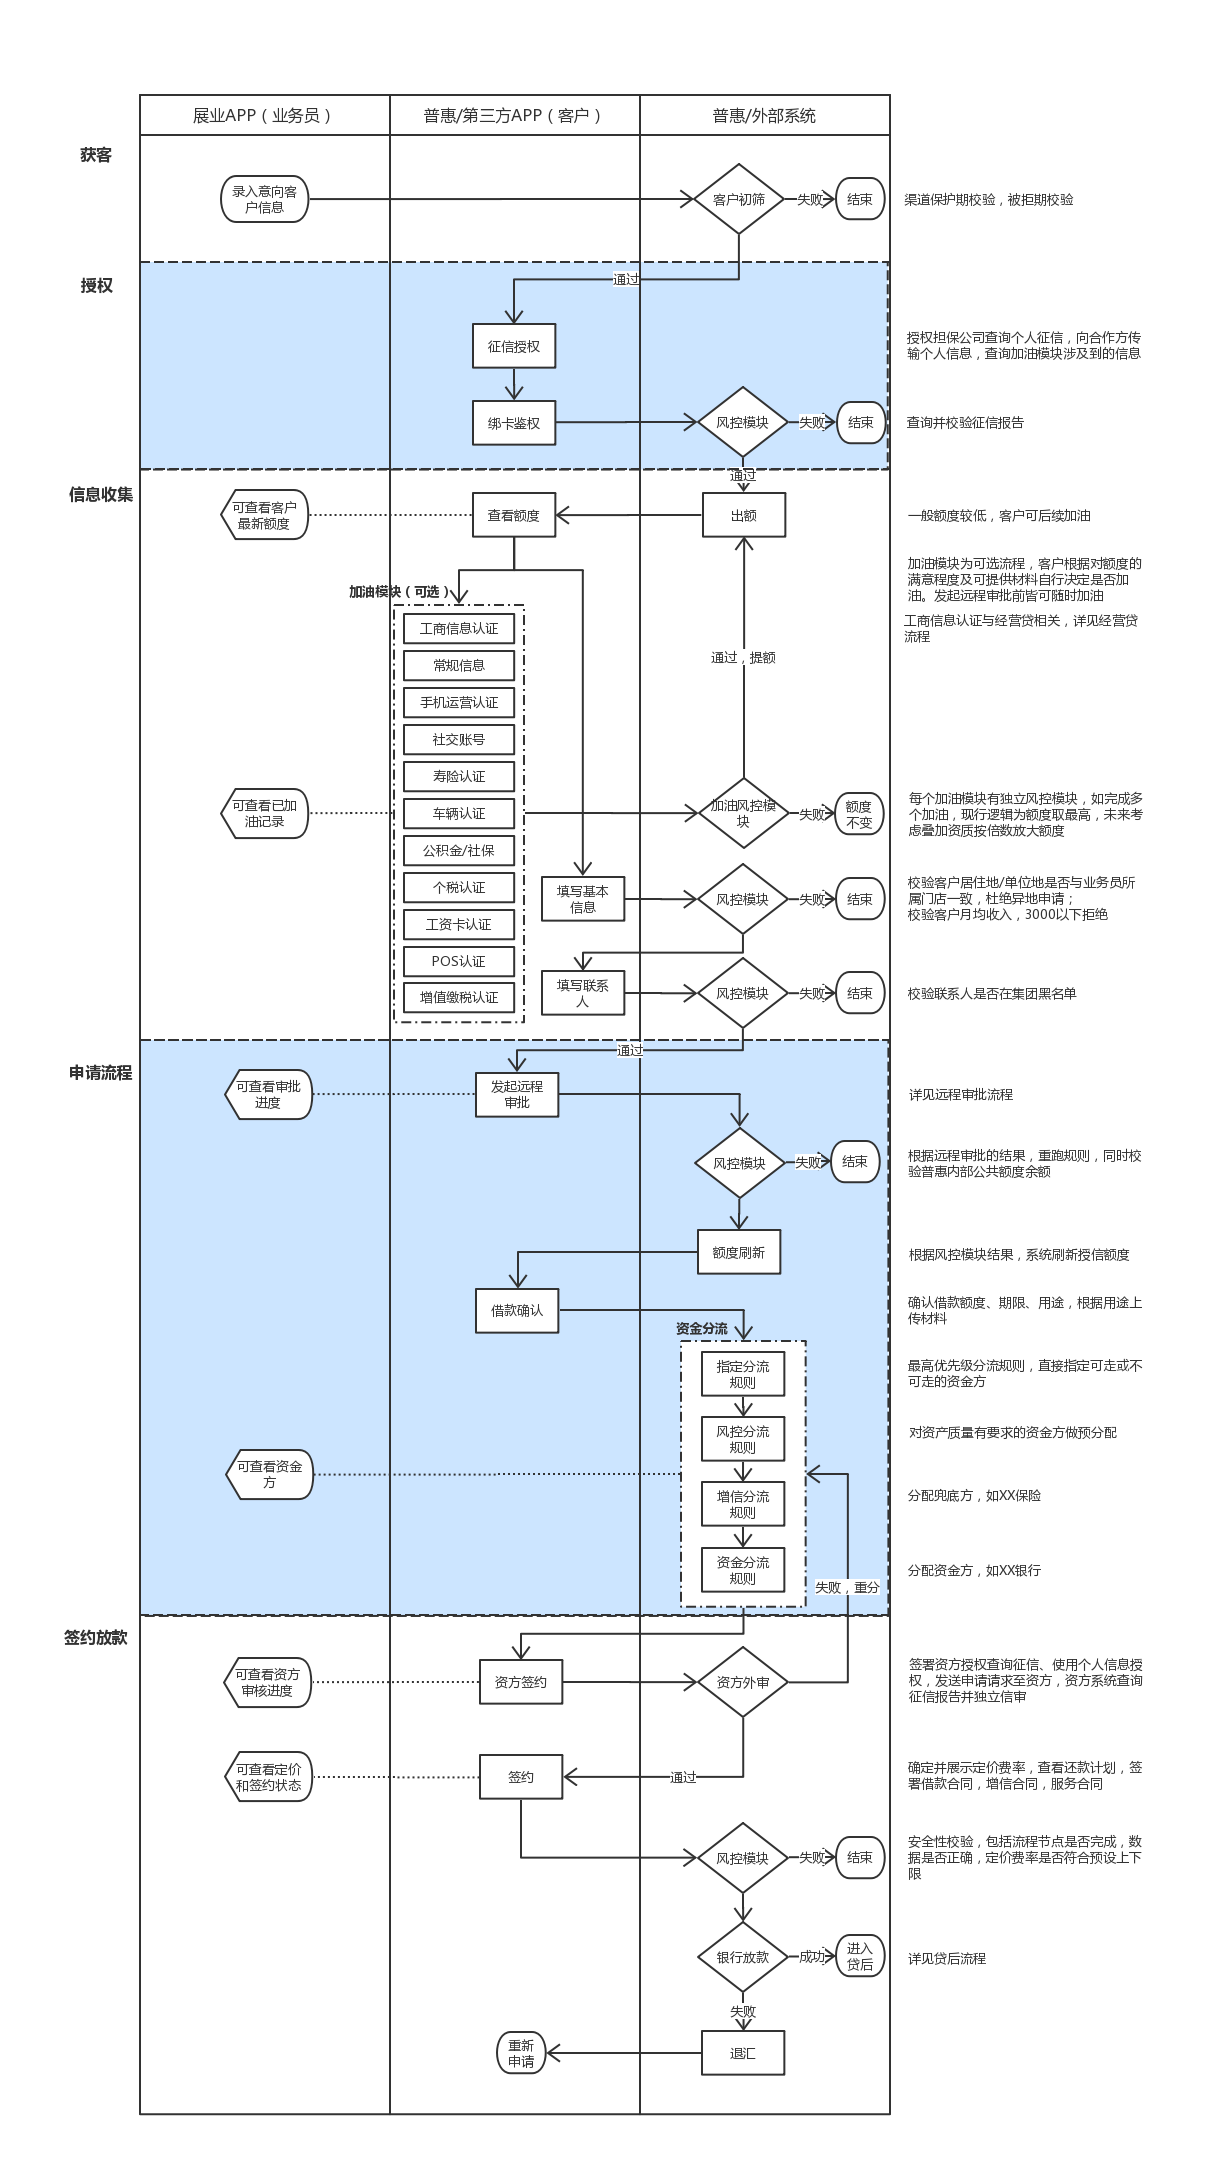 展业APP（业务员）
普惠/第三方APP（客户）
普惠/外部系统
获客
录入意向客
户信息
客户初筛
失败
结束
渠道保护期校验，被拒期校验
授权
通过
征信授权
授权担保公司查询个人征信，向合作方传
输个人信息，查询加油模块涉及到的信息
绑卡鉴权
风控模块
失败
结束
查询并校验征信报告
通过
信息收集
可查看客户
最新额度
查看额度
出额
一般额度较低，客户可后续加油
加油模块为可选流程，客户根据对额度的
满意程度及可提供材料自行决定是否加
油。发起远程审批前皆可随时加油
加油模块（可选）
工商信息认证与经营贷相关，详见经营贷
流程
工商信息认证
常规信息
手机运营认证
社交账号
寿险认证
车辆认证
公积金/社保
个税认证
工资卡认证
POS认证
增值缴税认证
通过，提额
可查看已加
油记录
加油风控模
块
失败
额度
不变
每个加油模块有独立风控模块，如完成多
个加油，现行逻辑为额度取最高，未来考
虑叠加资质按倍数放大额度
填写基本
信息
风控模块
失败
结束
校验客户居住地/单位地是否与业务员所
属门店一致，杜绝异地申请；
校验客户月均收入，3000以下拒绝
填写联系
人
风控模块
失败
结束
校验联系人是否在集团黑名单
通过
申请流程
可查看审批
进度
发起远程
审批
详见远程审批流程
风控模块
失败
结束
根据远程审批的结果，重跑规则，同时校
验普惠内部公共额度余额
额度刷新
根据风控模块结果，系统刷新授信额度
借款确认
确认借款额度、期限、用途，根据用途上
传材料
资金分流
指定分流
规则
最高优先级分流规则，直接指定可走或不
可走的资金方
风控分流
规则
对资产质量有要求的资金方做预分配
可查看资金
方
增信分流
规则
分配兜底方，如XX保险
资金分流
规则
分配资金方，如XX银行
失败，重分
签约放款
可查看资方
审核进度
资方签约
资方外审
签署资方授权查询征信、使用个人信息授
权，发送申请请求至资方，资方系统查询
征信报告并独立信审
可查看定价
和签约状态
签约
通过
确定并展示定价费率，查看还款计划，签
署借款合同，增信合同，服务合同
风控模块
失败
结束
安全性校验，包括流程节点是否完成，数
据是否正确，定价费率是否符合预设上下
限
银行放款
成功
进入
贷后
详见贷后流程
失败
重新
申请
退汇